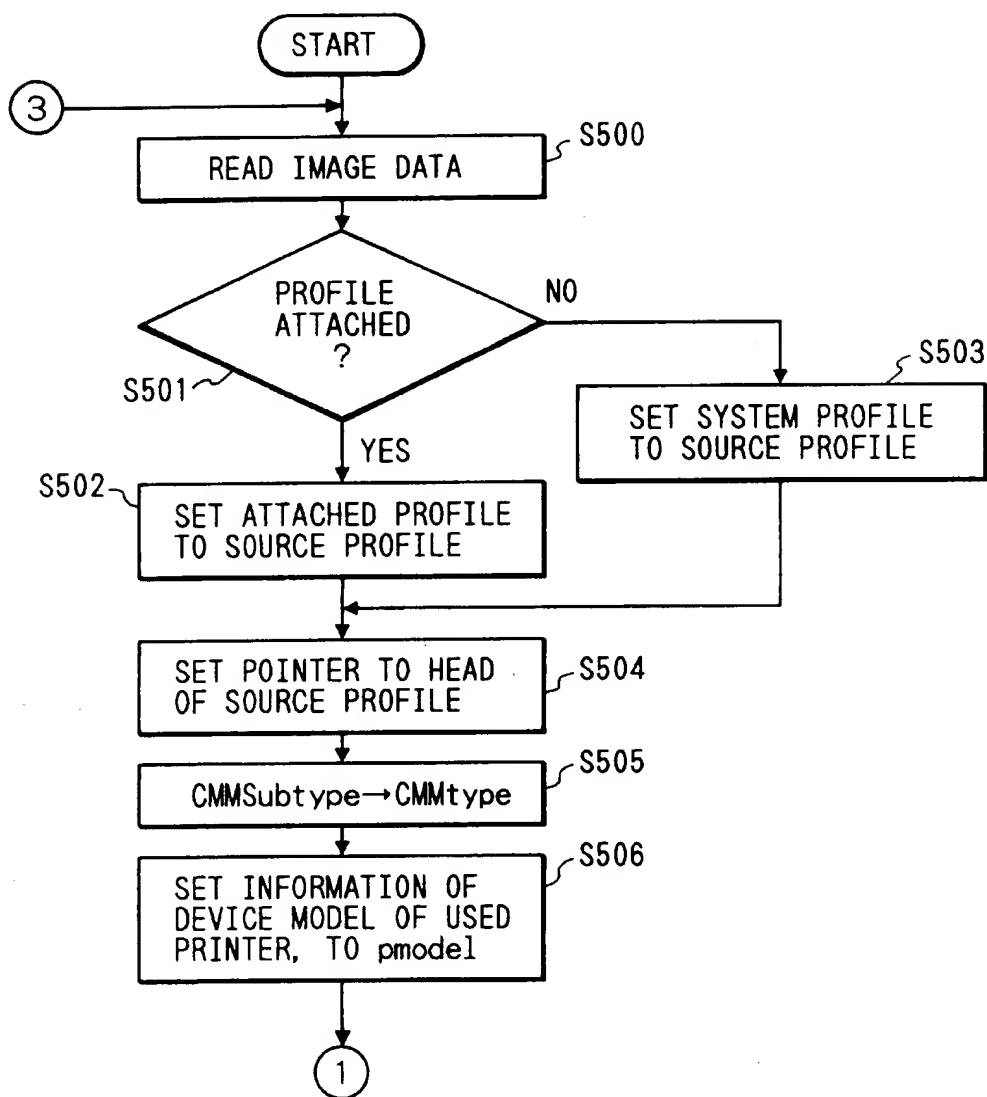 START
3
S500
READ IMAGE DATA
PROFILE
ATTACHED
?
NO
S501
YES
S503
SET SYSTEM PROFILE
TO SOURCE PROFILE
S502
SET ATTACHED PROFILE
TO SOURCE PROFILE
SET POINTER TO HEAD
OF SOURCE PROFILE
S504
S505
CMMSubtype→CMMtype
S506
SET INFORMATION OF
DEVICE MODEL OF USED
PRINTER, TO pmodel
1